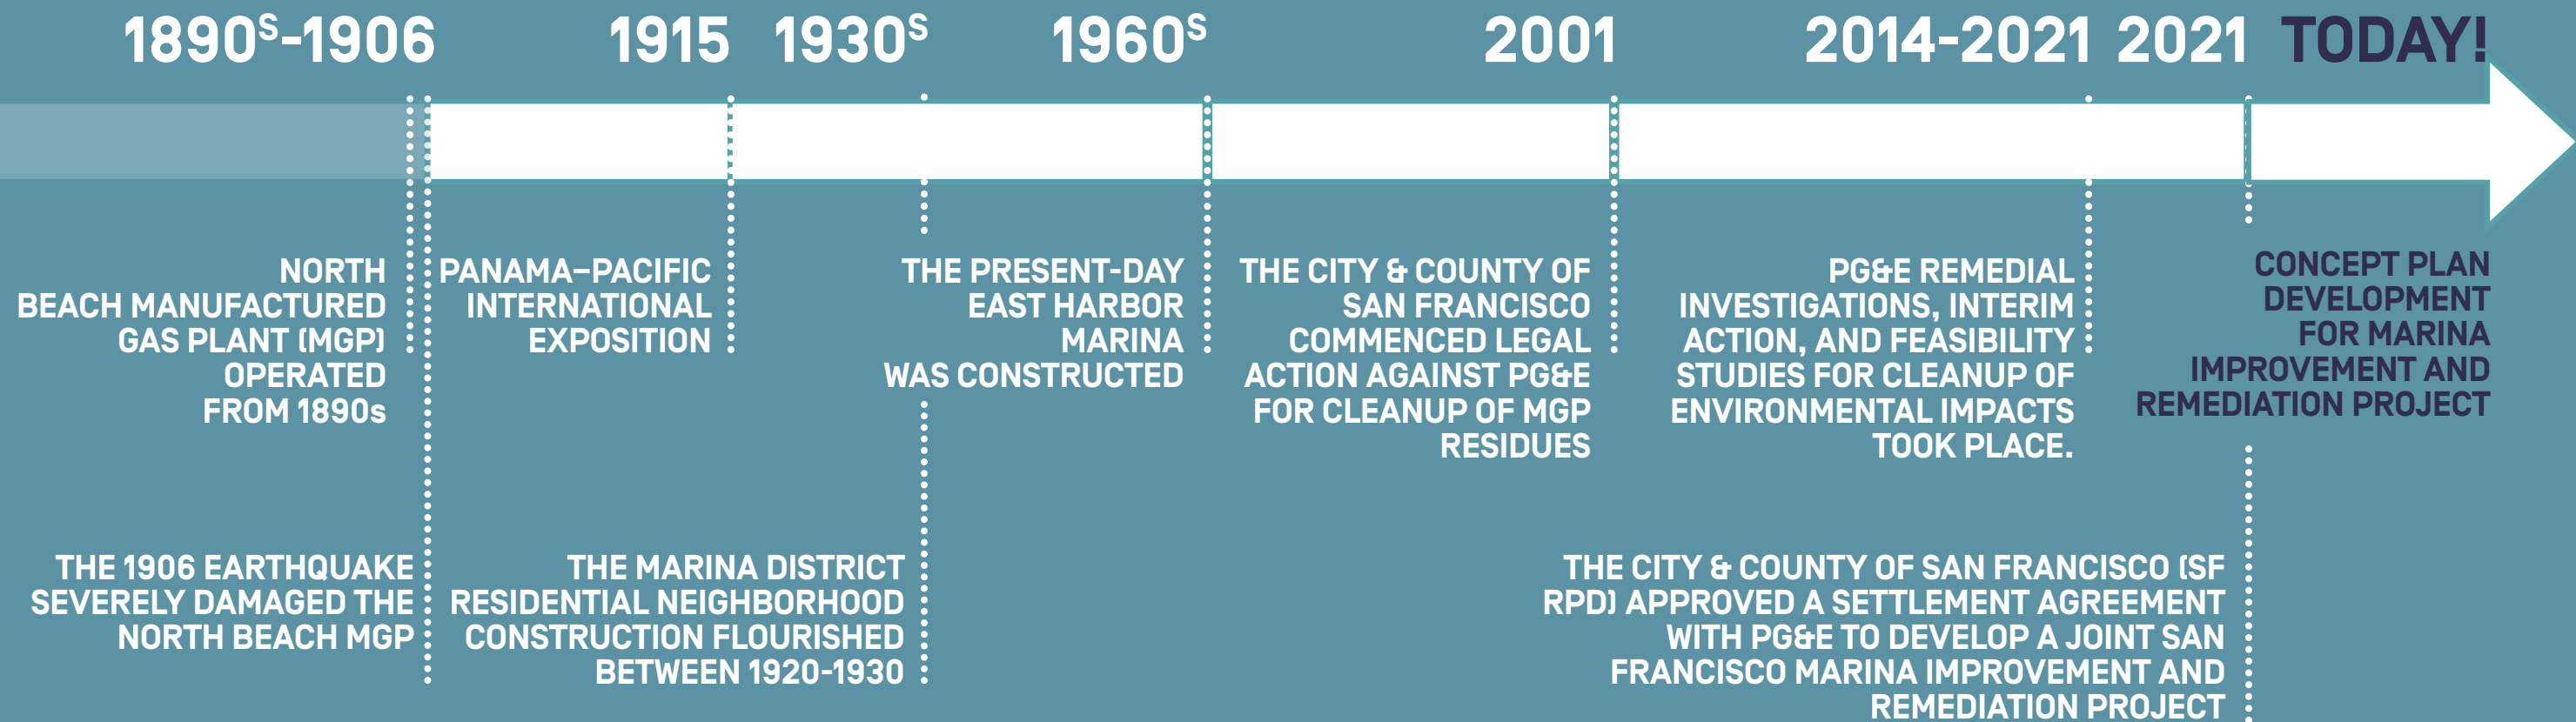 1890s-1906
1915
1930s
1960s
2001
2014-2021
2021
TODAY!
NORTH
BEACH MANUFACTURED
GAS PLANT (MGP)
OPERATED
FROM 1890s
THE 1906 EARTHQUAKE
SEVERELY DAMAGED THE
NORTH BEACH MGP
PANAMA–PACIFIC
INTERNATIONAL
EXPOSITION
THE MARINA DISTRICT
RESIDENTIAL NEIGHBORHOOD
CONSTRUCTION FLOURISHED
BETWEEN 1920-1930
THE PRESENT-DAY
EAST HARBOR
MARINA
WAS CONSTRUCTED
THE CITY & COUNTY OF
SAN FRANCISCO
COMMENCED LEGAL
ACTION AGAINST PG&E
FOR CLEANUP OF MGP
RESIDUES
PG&E REMEDIAL
INVESTIGATIONS, INTERIM
ACTION, AND FEASIBILITY
STUDIES FOR CLEANUP OF
ENVIRONMENTAL IMPACTS
TOOK PLACE.
THE CITY & COUNTY OF SAN FRANCISCO (SF
RPD) APPROVED A SETTLEMENT AGREEMENT
WITH PG&E TO DEVELOP A JOINT SAN
FRANCISCO MARINA IMPROVEMENT AND
REMEDIATION PROJECT
CONCEPT PLAN
DEVELOPMENT
FOR MARINA
IMPROVEMENT AND
REMEDIATION PROJECT